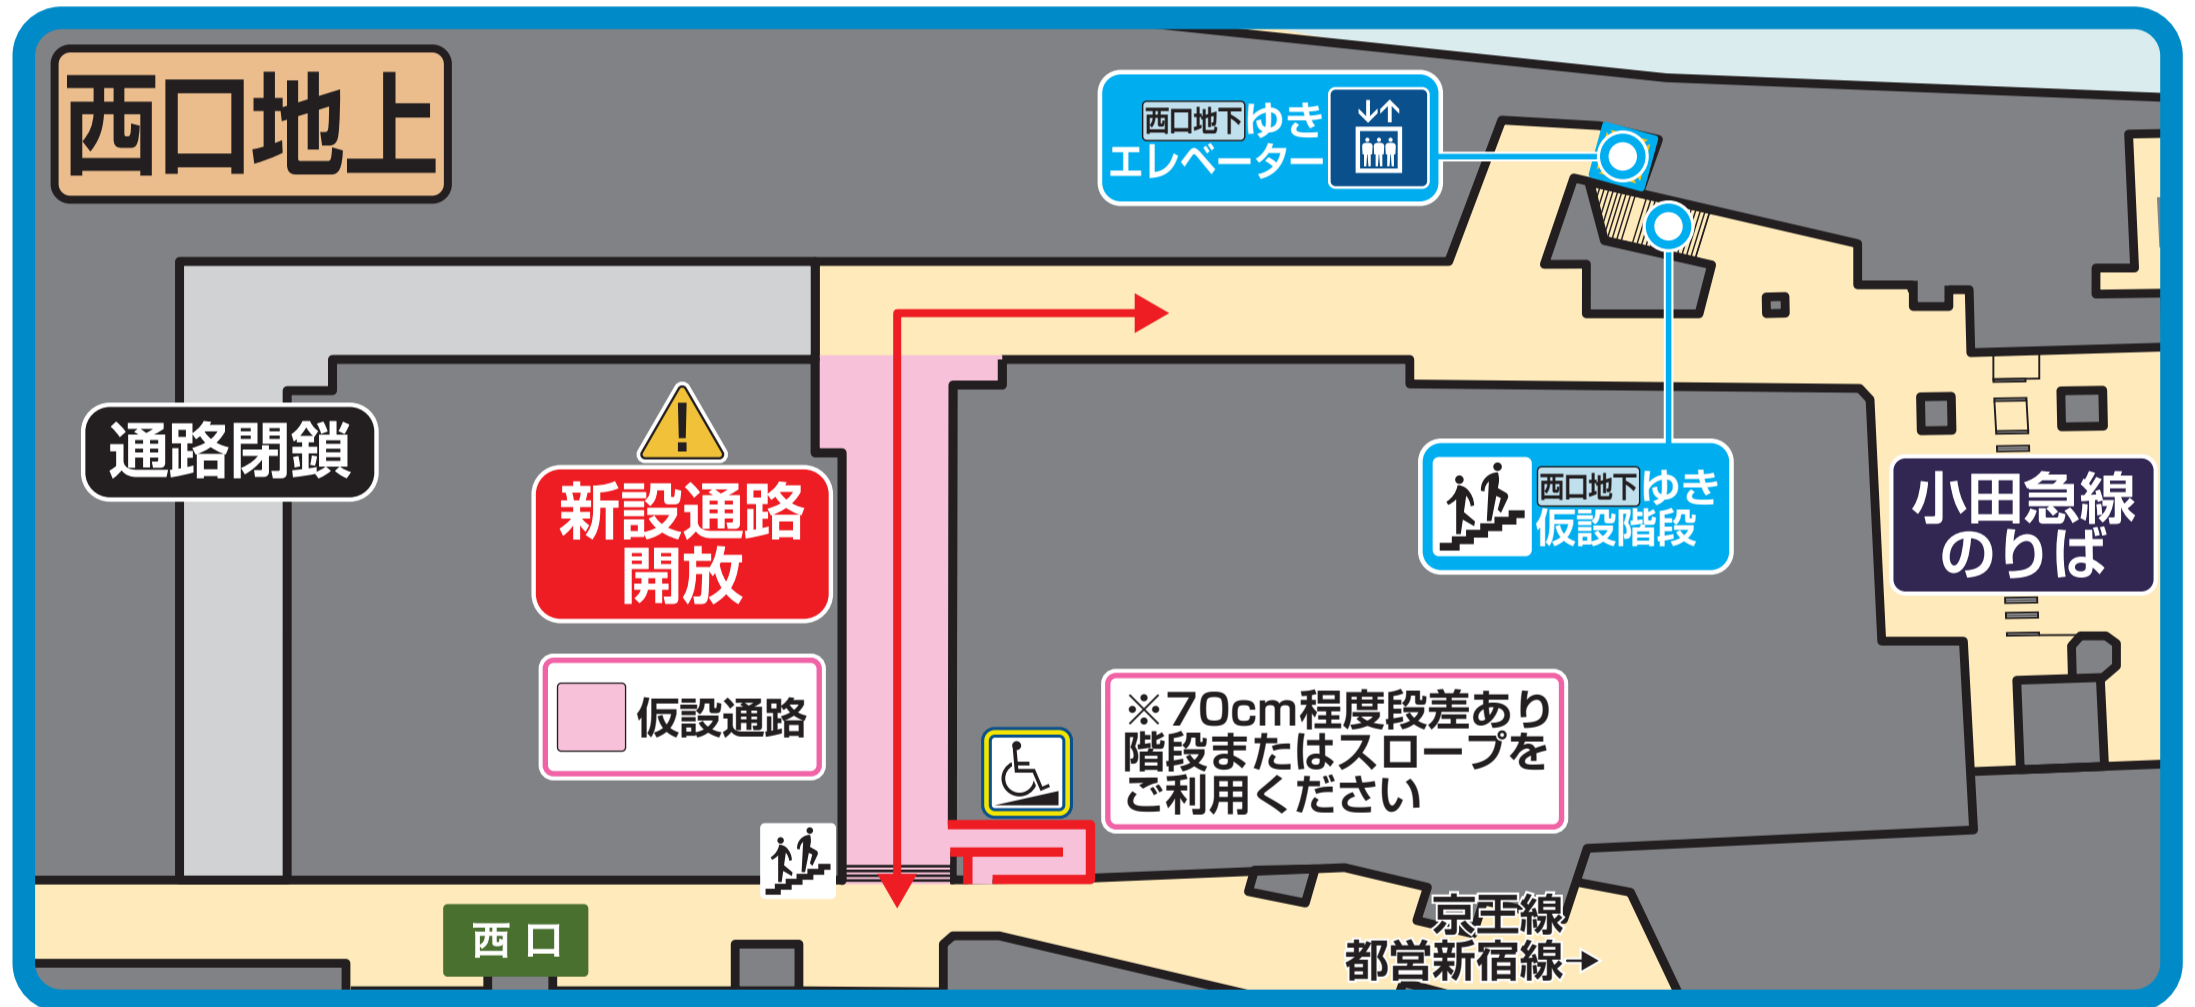 西口地上
西口地下ゆき
エレベーター
通路閉鎖
!
新設通路
開放
仮設通路
西口地下ゆき
仮設階段
小田急線
のりば
※70cm程度段差あり
階段またはスロープを
ご利用ください
西口
京王線
都営新宿線→